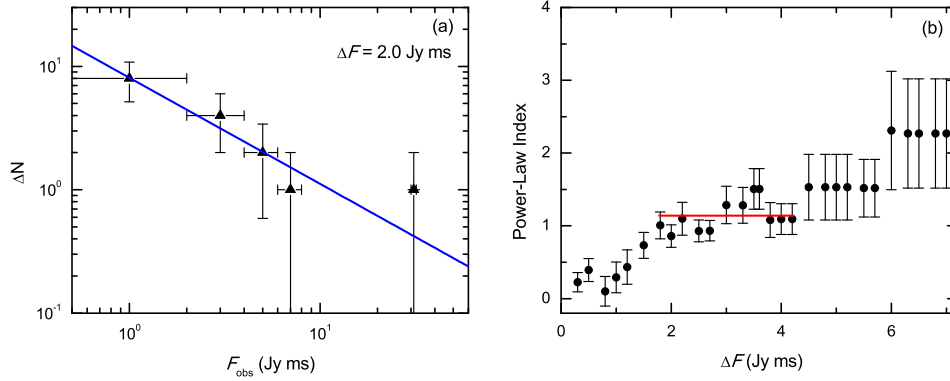 (a)
ΔF = 2.0 Jy ms
10¹
10⁰
10⁻¹
ΔN
10⁰
10¹
F_obs (Jy ms)
(b)
4
3
2
1
0
Power-Law Index
0
2
4
6
ΔF (Jy ms)